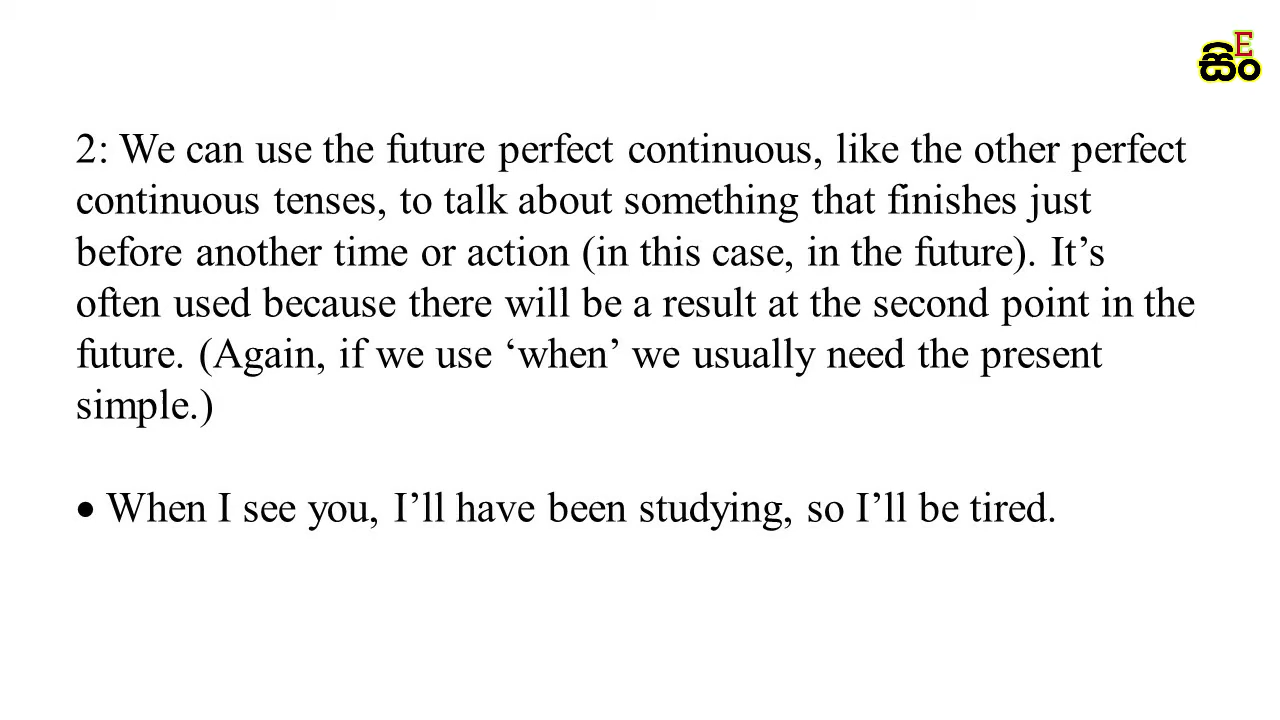 E
සිං
2: We can use the future perfect continuous, like the other perfect
continuous tenses, to talk about something that finishes just
before another time or action (in this case, in the future). It’s
often used because there will be a result at the second point in the
future. (Again, if we use ‘when’ we usually need the present
simple.)
• When I see you, I’ll have been studying, so I’ll be tired.